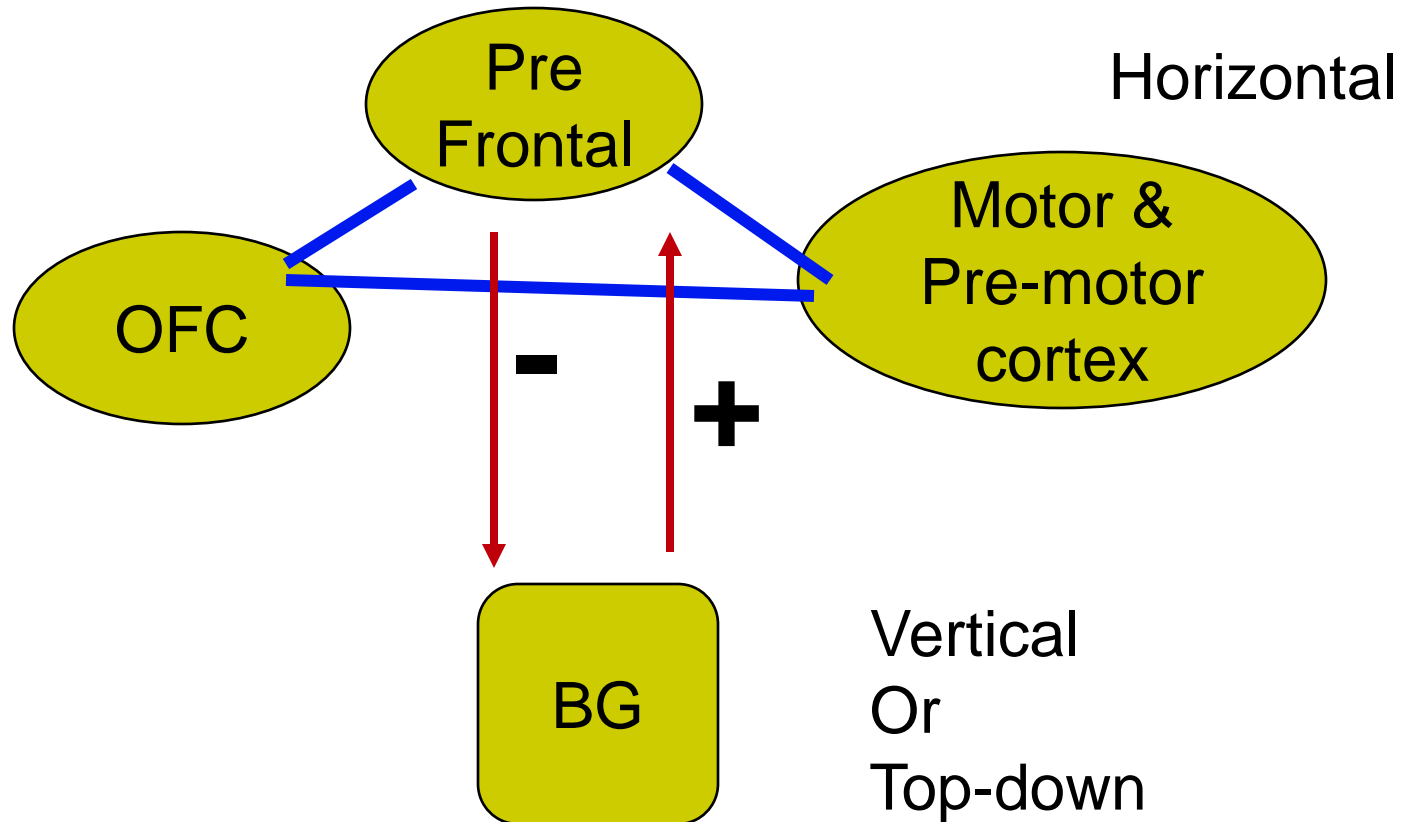 Pre
Frontal
Horizontal
Motor &
Pre-motor
cortex
OFC
-
+
BG
Vertical
Or
Top-down